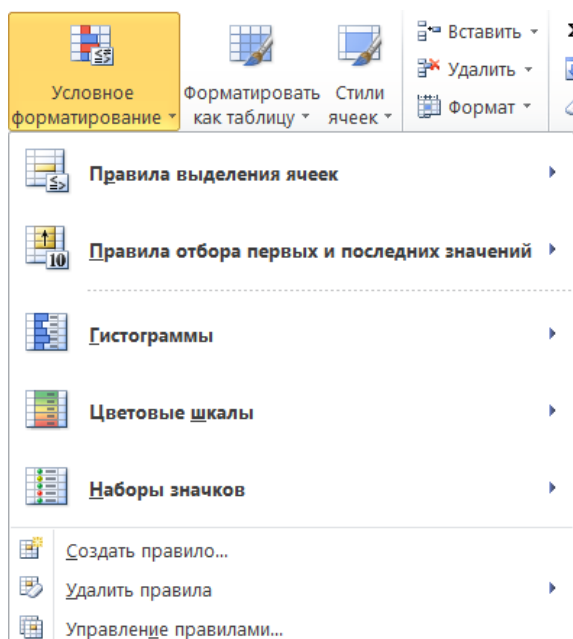 Условное
форматирование
Форматировать
как таблицу
Стили
ячеек
Вставить
Удалить
Формат
Правила выделения ячеек
10
Правила отбора первых и последних значений
Гистограммы
Цветовые шкалы
Наборы значков
Создать правило...
Удалить правила
Управление правилами...